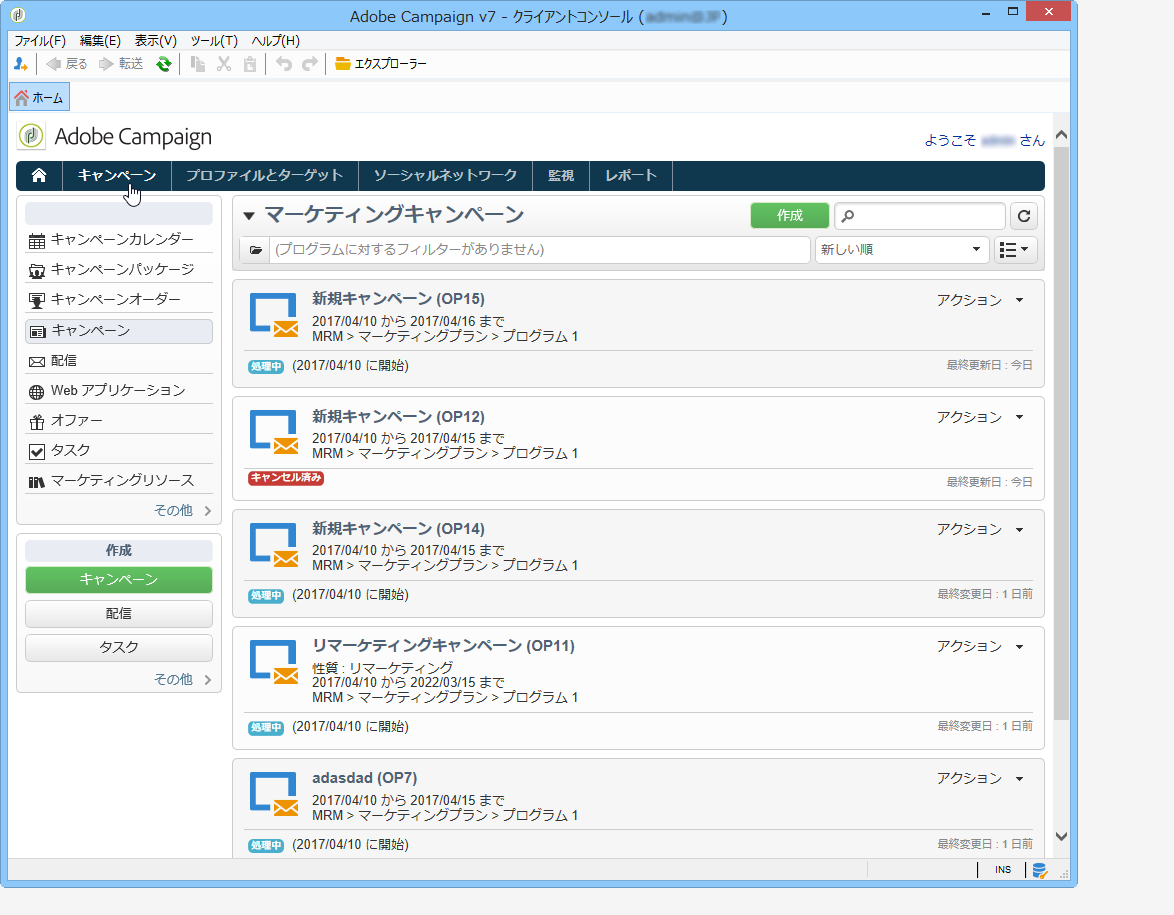 Adobe Campaign v7 - クライアントコンソール ( )
ファイル(F) 編集(E) 表示(V) ツール(T) ヘルプ(H)
戻る 転送 エクスプローラー
ホーム
Adobe Campaign
ようこそ さん
キャンペーン プロファイルとターゲット ソーシャルネットワーク 監視 レポート
キャンペーンカレンダー
キャンペーンパッケージ
キャンペーンオーダー
キャンペーン
配信
Web アプリケーション
オファー
タスク
マーケティングリソース
その他
作成
キャンペーン
配信
タスク
その他
マーケティングキャンペーン 作成
(プログラムに対するフィルターがありません) 新しい順
新規キャンペーン (OP15) アクション
2017/04/10 から 2017/04/16 まで
MRM > マーケティングプラン > プログラム 1
処理中 (2017/04/10 に開始) 最終更新日 : 今日
新規キャンペーン (OP12) アクション
2017/04/10 から 2017/04/15 まで
MRM > マーケティングプラン > プログラム 1
キャンセル済み 最終更新日 : 今日
新規キャンペーン (OP14) アクション
2017/04/10 から 2017/04/15 まで
MRM > マーケティングプラン > プログラム 1
処理中 (2017/04/10 に開始) 最終変更日 : 1 日前
リマーケティングキャンペーン (OP11) アクション
性質 : リマーケティング
2017/04/10 から 2022/03/15 まで
MRM > マーケティングプラン > プログラム 1
処理中 (2017/04/10 に開始) 最終変更日 : 1 日前
adasdad (OP7) アクション
2017/04/10 から 2017/04/15 まで
MRM > マーケティングプラン > プログラム 1
処理中 (2017/04/10 に開始) 最終変更日 : 1 日前
INS